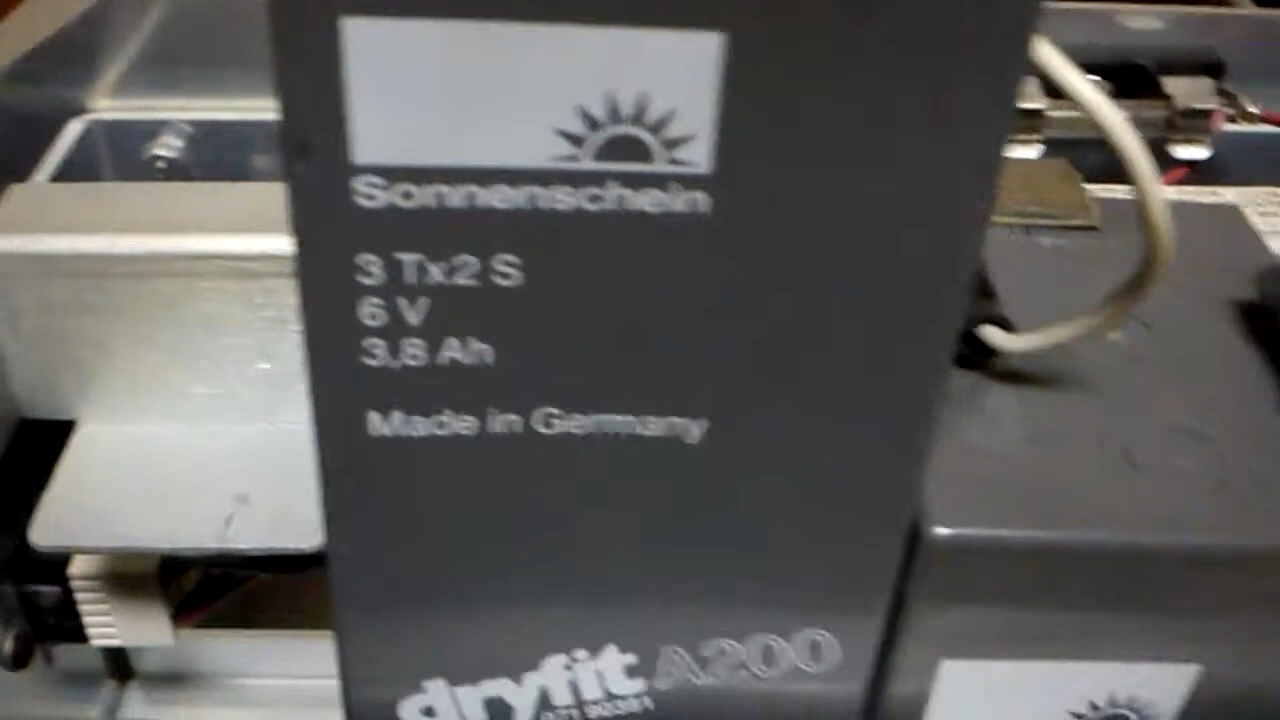 Sonnenschein
3 Tx2 S
6 V
3,8 Ah
Made in Germany
dryfit A200